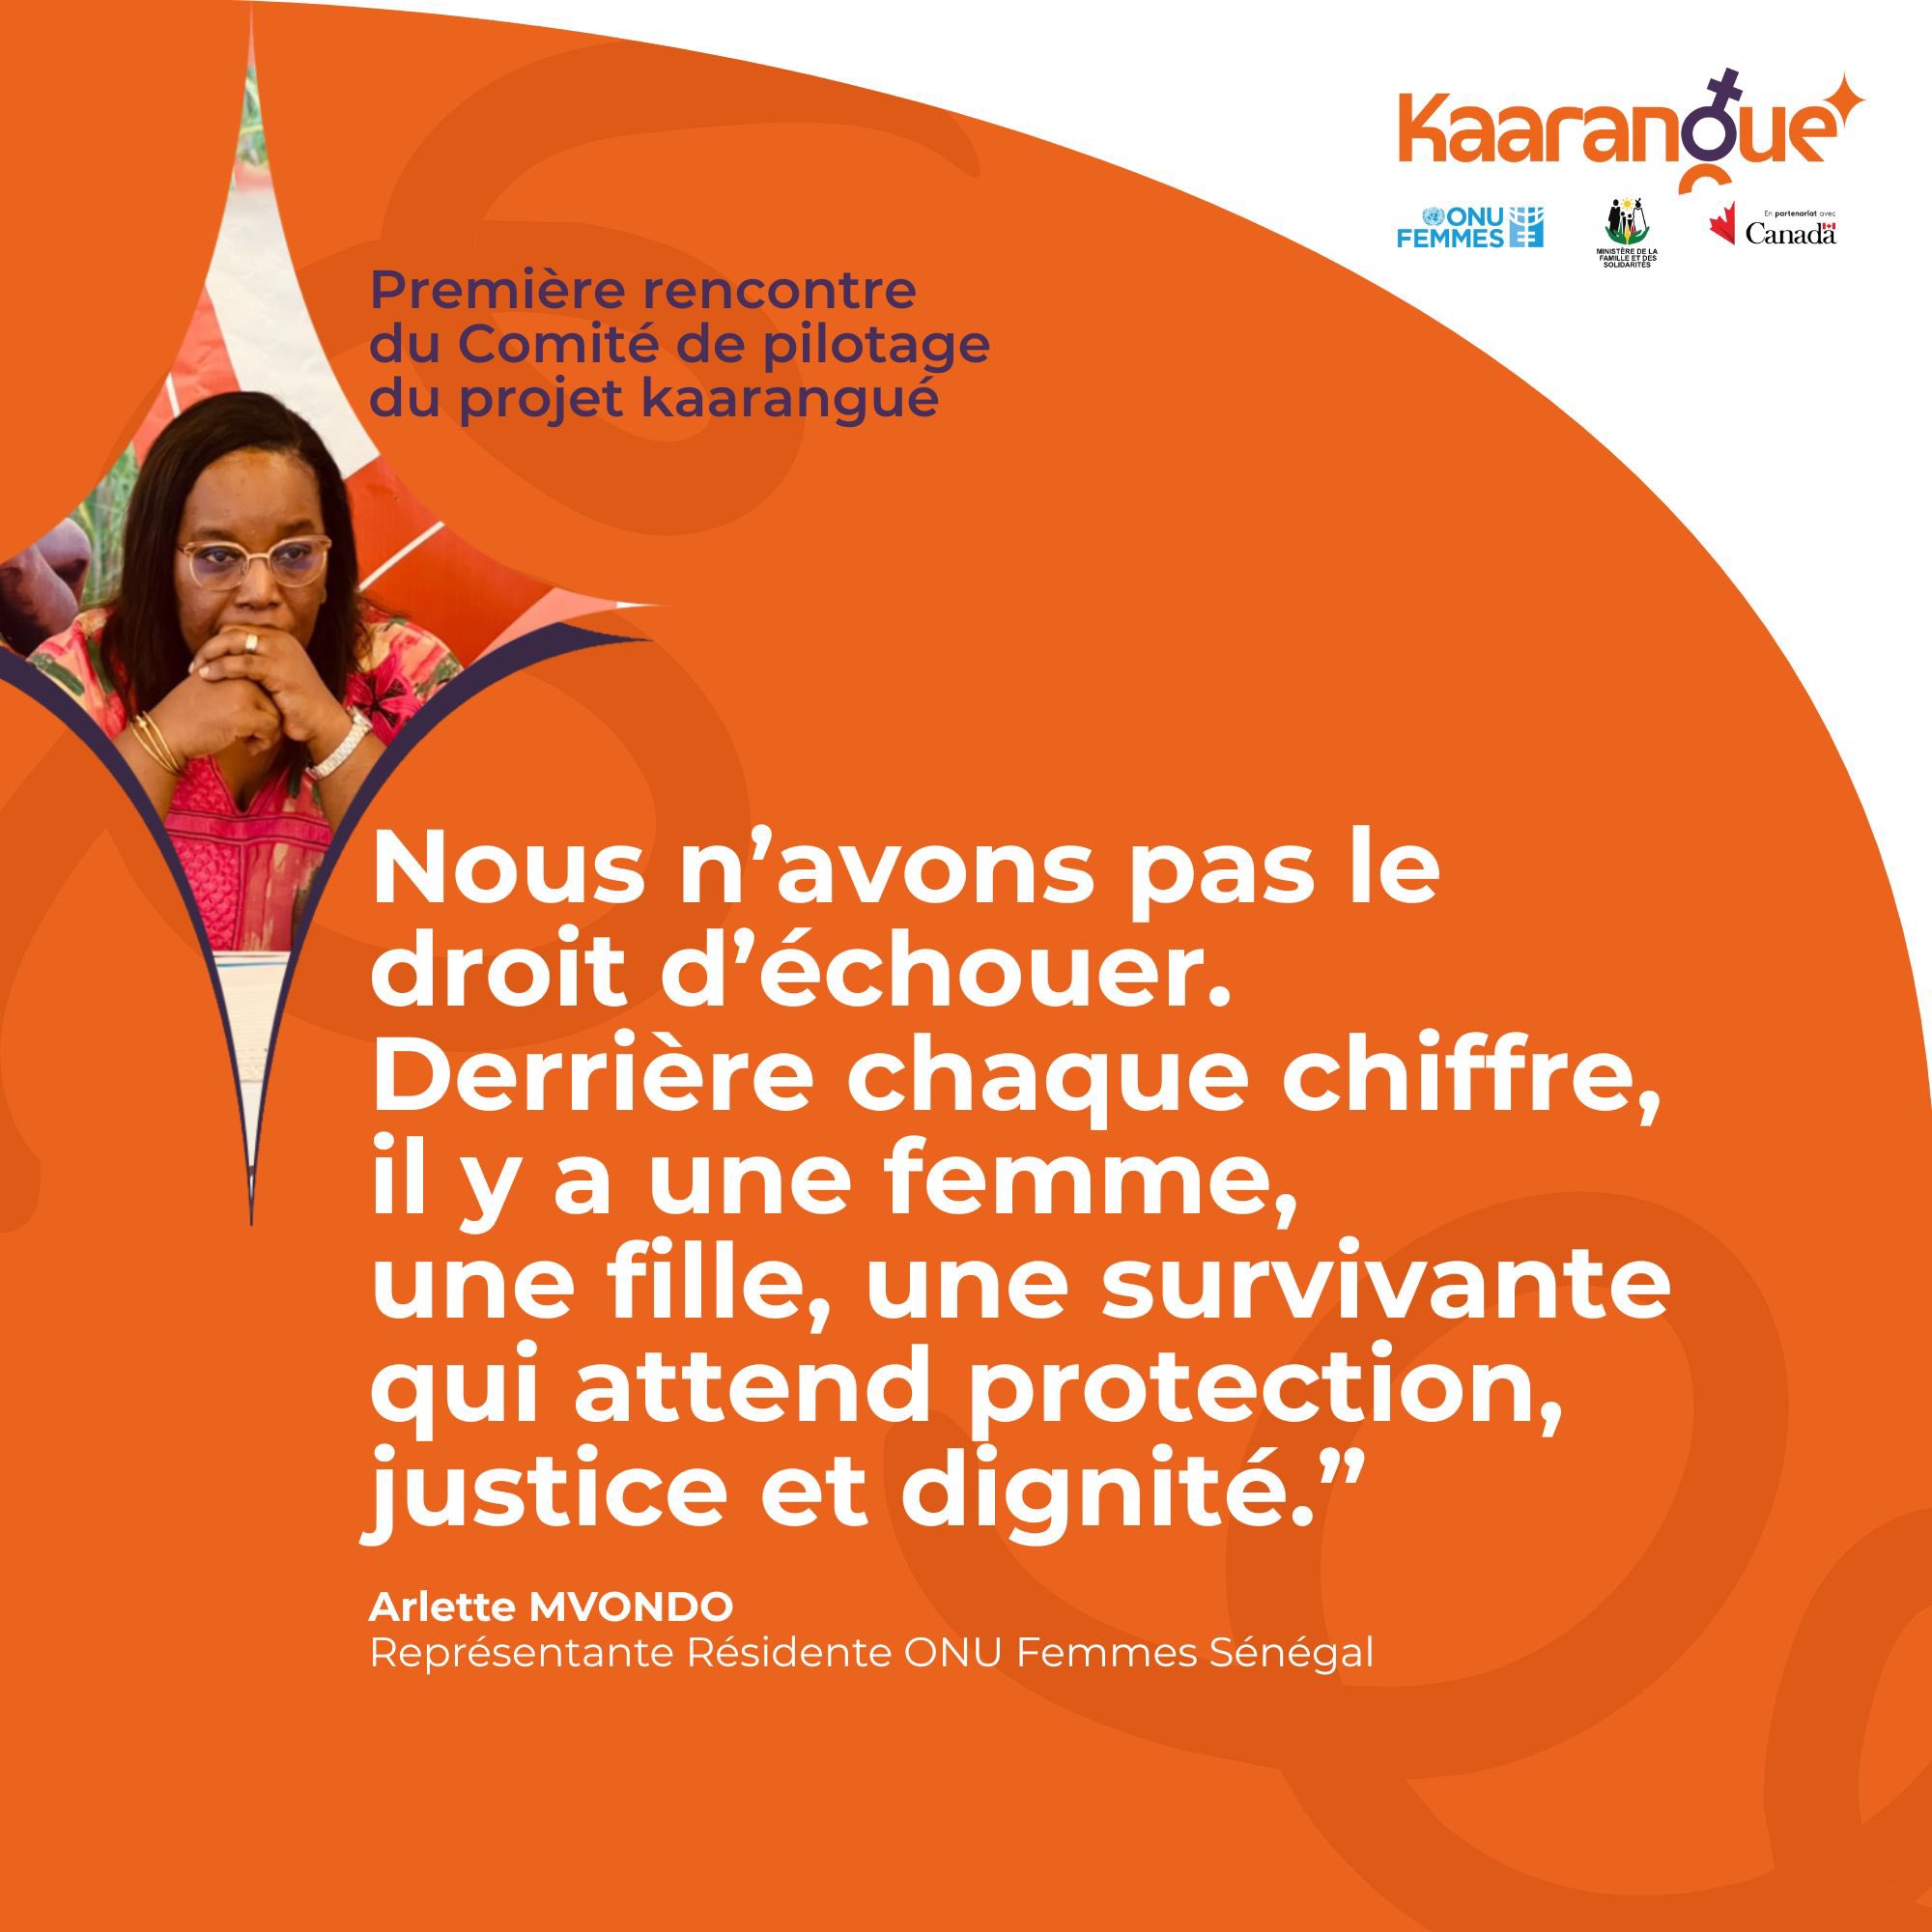 Kaarangue
ONU
FEMMES
MINISTÈRE DE LA
FAMILLE ET DES
SOLIDARITÉS
En partenariat avec
Canada
Première rencontre
du Comité de pilotage
du projet kaarangué
Nous n’avons pas le
droit d’échouer.
Derrière chaque chiffre,
il y a une femme,
une fille, une survivante
qui attend protection,
justice et dignité.”
Arlette MVONDO
Représentante Résidente ONU Femmes Sénégal